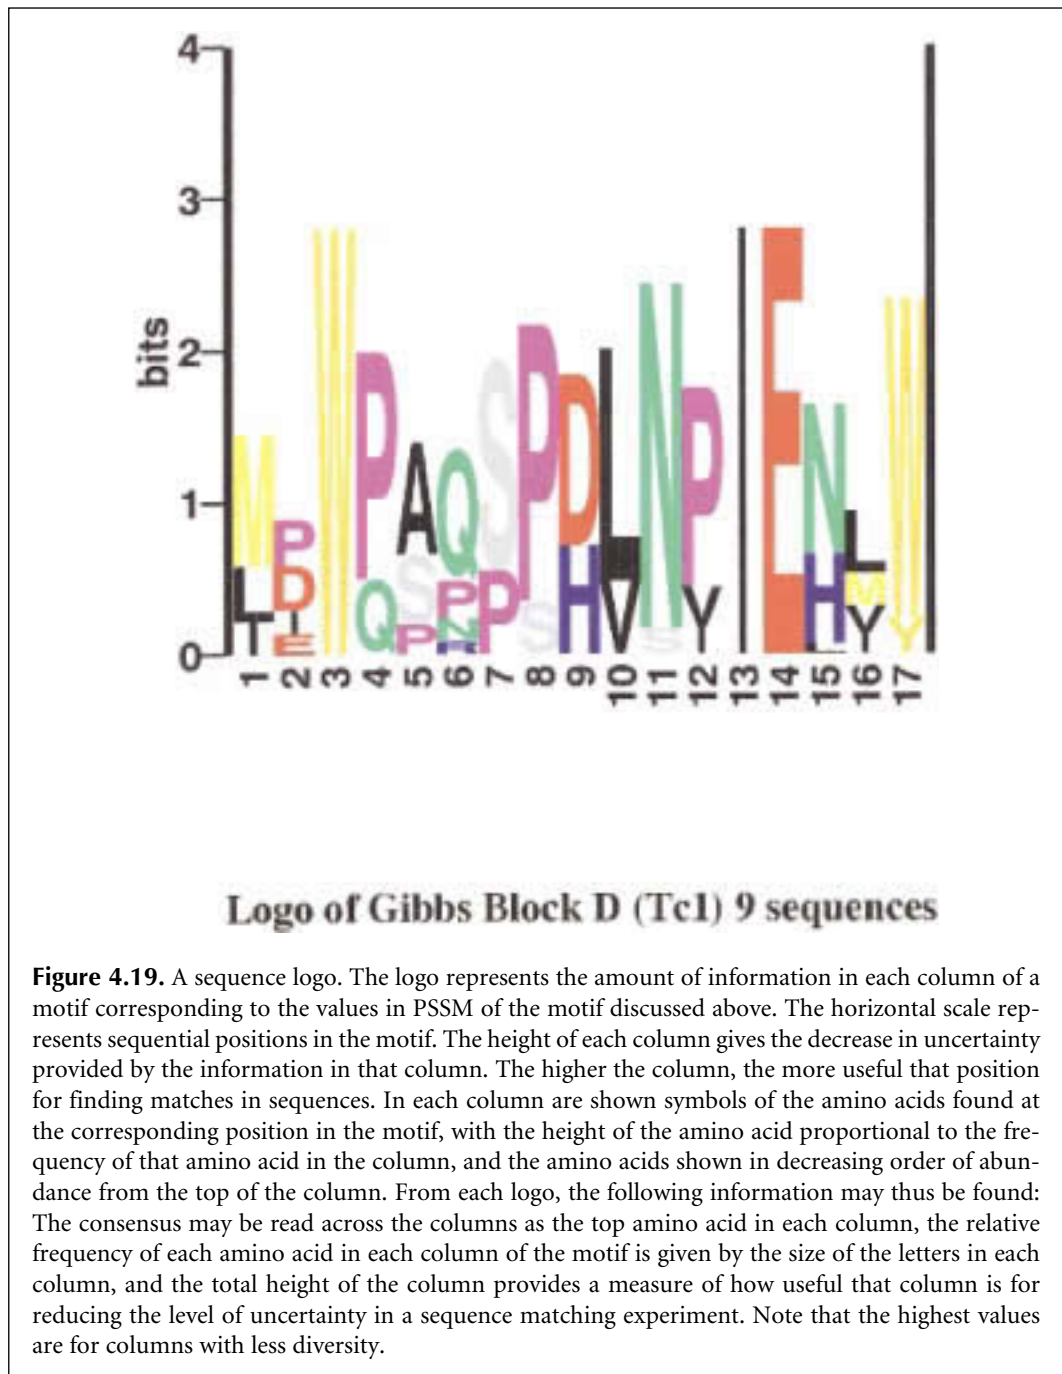 4
3
2
1
0
bits
M L T
P D I E
W
P Q
A S P
Q P N H
S P
P S
D H
L V
N S
P Y
I
E
N H L
L M Y
W Y
1 2 3 4 5 6 7 8 9 10 11 12 13 14 15 16 17
Logo of Gibbs Block D (Tc1) 9 sequences
Figure 4.19. A sequence logo. The logo represents the amount of information in each column of a
motif corresponding to the values in PSSM of the motif discussed above. The horizontal scale rep-
resents sequential positions in the motif. The height of each column gives the decrease in uncertainty
provided by the information in that column. The higher the column, the more useful that position
for finding matches in sequences. In each column are shown symbols of the amino acids found at
the corresponding position in the motif, with the height of the amino acid proportional to the fre-
quency of that amino acid in the column, and the amino acids shown in decreasing order of abun-
dance from the top of the column. From each logo, the following information may thus be found:
The consensus may be read across the columns as the top amino acid in each column, the relative
frequency of each amino acid in each column of the motif is given by the size of the letters in each
column, and the total height of the column provides a measure of how useful that column is for
reducing the level of uncertainty in a sequence matching experiment. Note that the highest values
are for columns with less diversity.